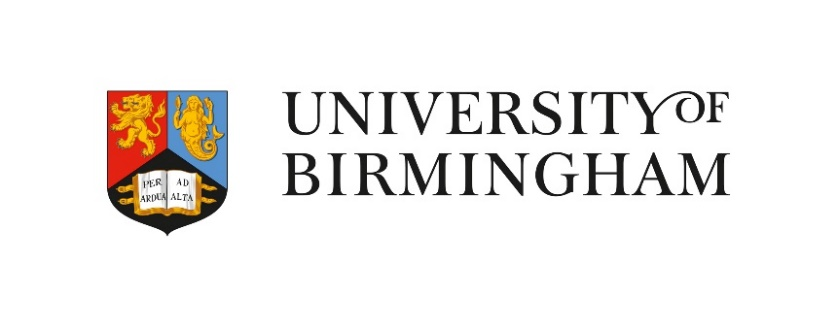 UNIVERSITY OF
BIRMINGHAM
PER AD
ARDUA ALTA